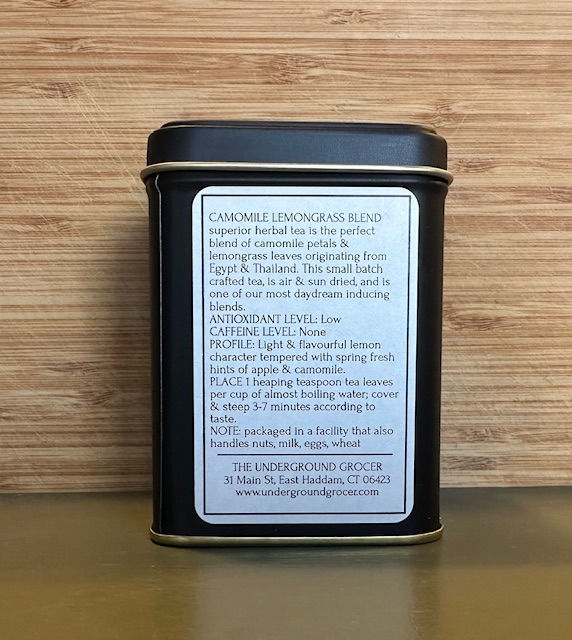 CAMOMILE LEMONGRASS BLEND
superior herbal tea is the perfect
blend of camomile petals &
lemongrass leaves originating from
Egypt & Thailand. This small batch
crafted tea, is air & sun dried, and is
one of our most daydream inducing
blends.
ANTIOXIDANT LEVEL: Low
CAFFEINE LEVEL: None
PROFILE: Light & flavourful lemon
character tempered with spring fresh
hints of apple & camomile.
PLACE 1 heaping teaspoon tea leaves
per cup of almost boiling water; cover
& steep 3-7 minutes according to
taste.
NOTE: packaged in a facility that also
handles nuts, milk, eggs, wheat
THE UNDERGROUND GROCER
31 Main St, East Haddam, CT 06423
www.undergroundgrocer.com